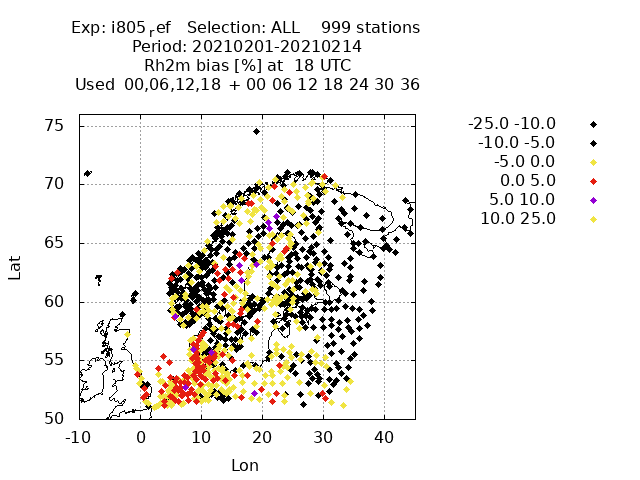 Exp: i805 ref   Selection: ALL    999 stations
Period: 20210201-20210214
Rh2m bias [%] at  18 UTC
Used  00,06,12,18  + 00 06 12 18 24 30 36
-25.0 -10.0
-10.0 -5.0
-5.0 0.0
0.0 5.0
5.0 10.0
10.0 25.0
75
70
65
60
55
50
Lat
-10 0 10 20 30 40
Lon